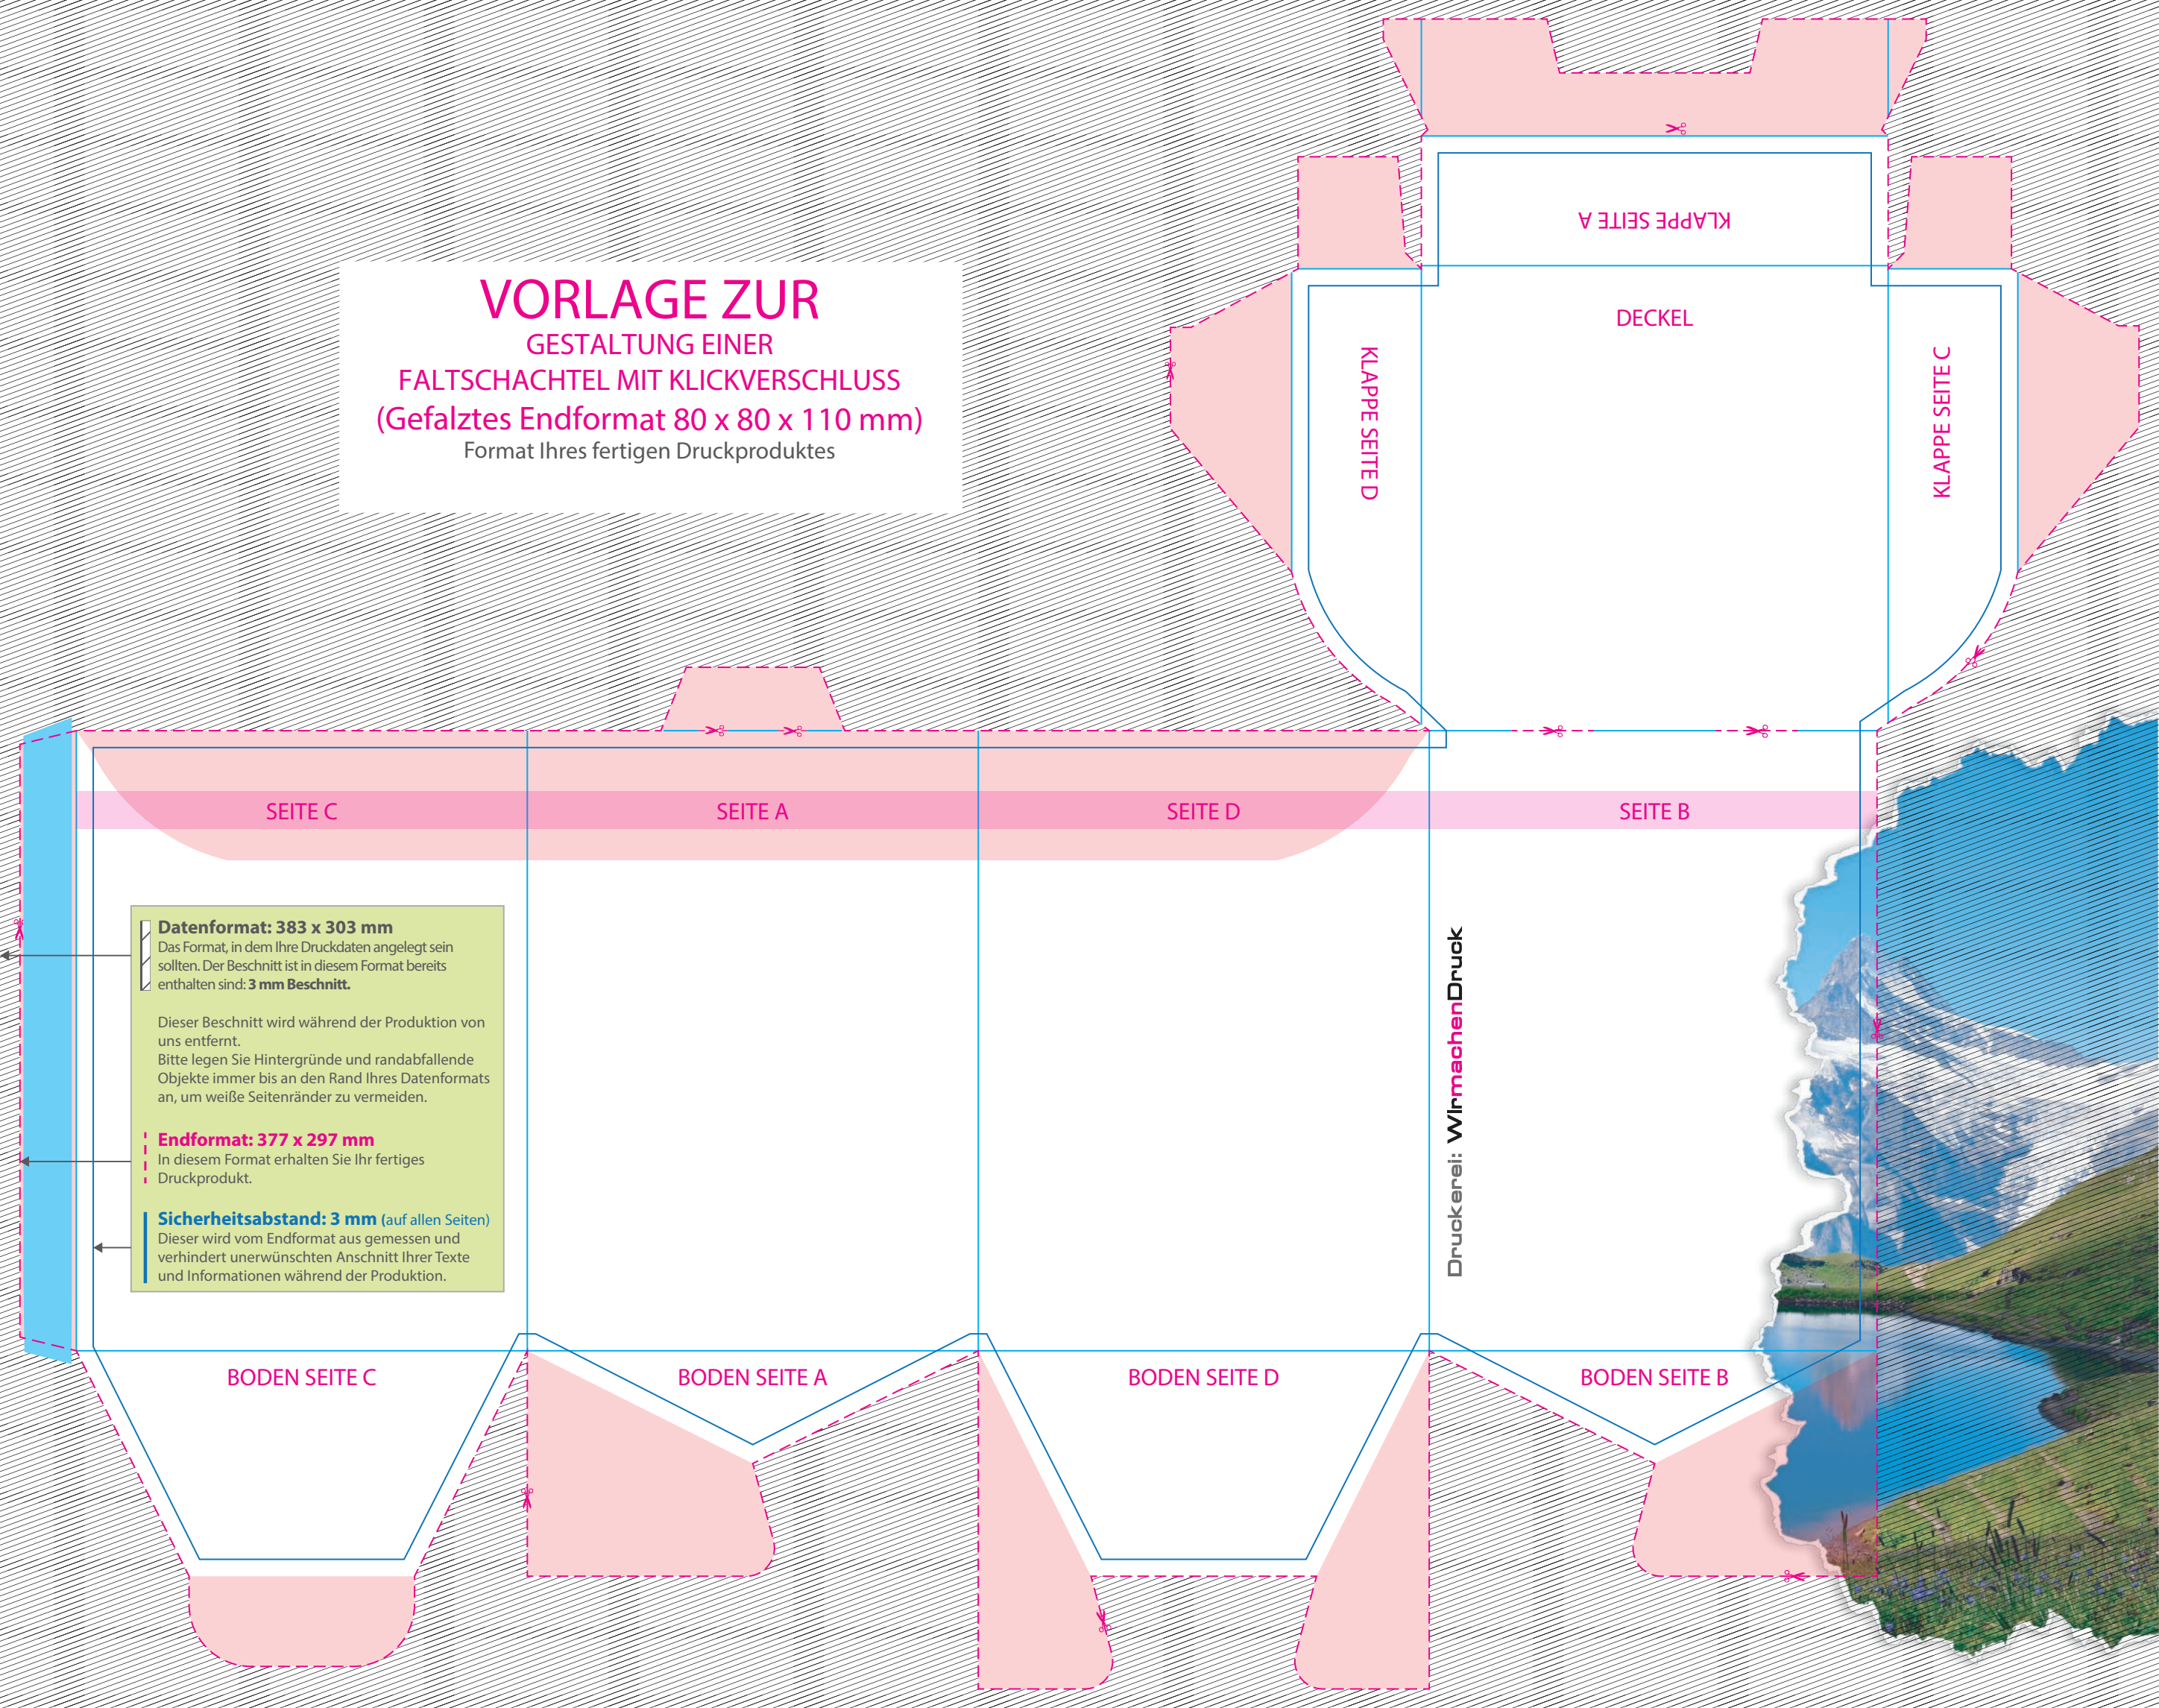 VORLAGE ZUR
GESTALTUNG EINER
FALTSCHACHTEL MIT KLICKVERSCHLUSS
(Gefalztes Endformat 80 x 80 x 110 mm)
Format Ihres fertigen Druckproduktes
KLAPPE SEITE A
DECKEL
KLAPPE SEITE D
KLAPPE SEITE C
SEITE C
SEITE A
SEITE D
SEITE B
Datenformat: 383 x 303 mm
Das Format, in dem Ihre Druckdaten angelegt sein
sollten. Der Beschnitt ist in diesem Format bereits
enthalten sind: 3 mm Beschnitt.
Dieser Beschnitt wird während der Produktion von
uns entfernt.
Bitte legen Sie Hintergründe und randabfallende
Objekte immer bis an den Rand Ihres Datenformats
an, um weiße Seitenränder zu vermeiden.
Endformat: 377 x 297 mm
In diesem Format erhalten Sie Ihr fertiges
Druckprodukt.
Sicherheitsabstand: 3 mm (auf allen Seiten)
Dieser wird vom Endformat aus gemessen und
verhindert unerwünschten Anschnitt Ihrer Texte
und Informationen während der Produktion.
Druckerei: WIrmachenDruck
BODEN SEITE C
BODEN SEITE A
BODEN SEITE D
BODEN SEITE B